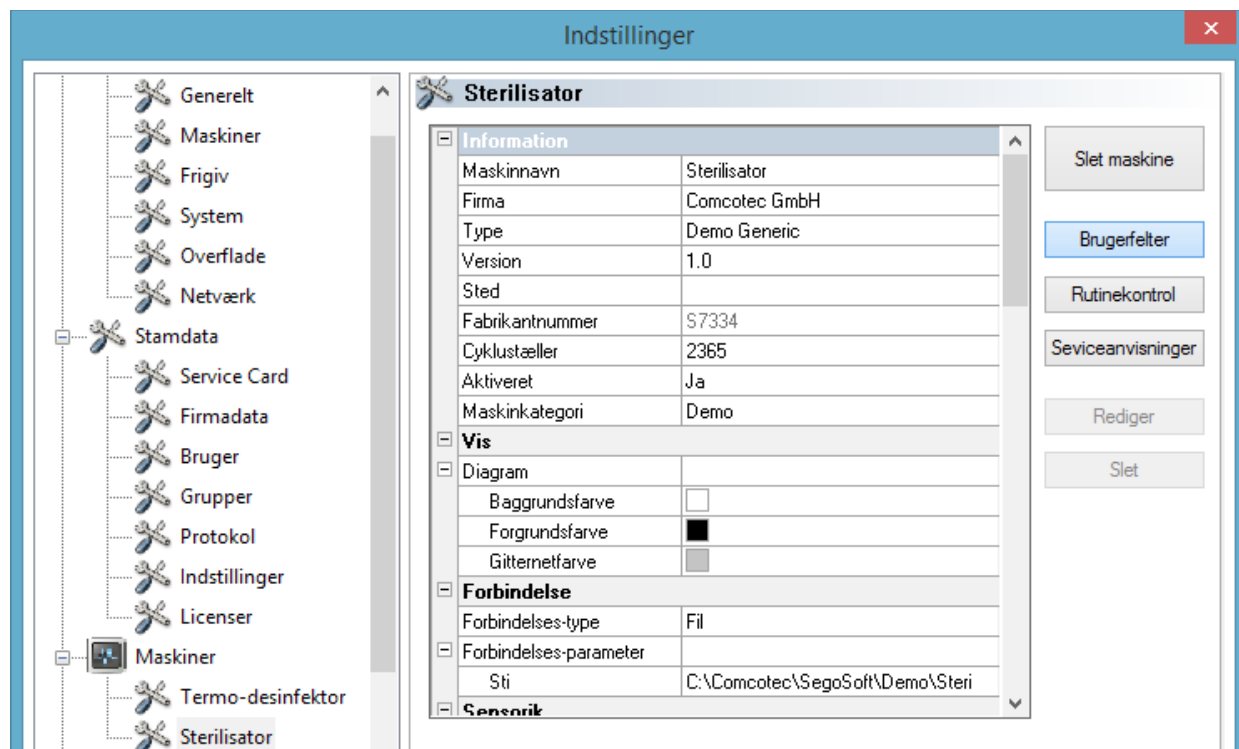 Indstillinger
Generelt
Maskiner
Frigiv
System
Overflade
Netværk
Stamdata
Service Card
Firmadata
Bruger
Grupper
Protokol
Indstillinger
Licenser
Maskiner
Termo-desinfektor
Sterilisator
Sterilisator
Information
Maskinnavn Sterilisator
Firma Comcotec GmbH
Type Demo Generic
Version 1.0
Sted
Fabrikantnummer S7334
Cyklustæller 2365
Aktiveret Ja
Maskinkategori Demo
Vis
Diagram
Baggrundsfarve
Forgrundsfarve
Gitternetfarve
Forbindelse
Forbindelses-type Fil
Forbindelses-parameter
Sti C:\Comcotec\SegoSoft\Demo\Steri
Sensorik
Slet maskine
Brugerfelter
Rutinekontrol
Seviceanvisninger
Rediger
Slet